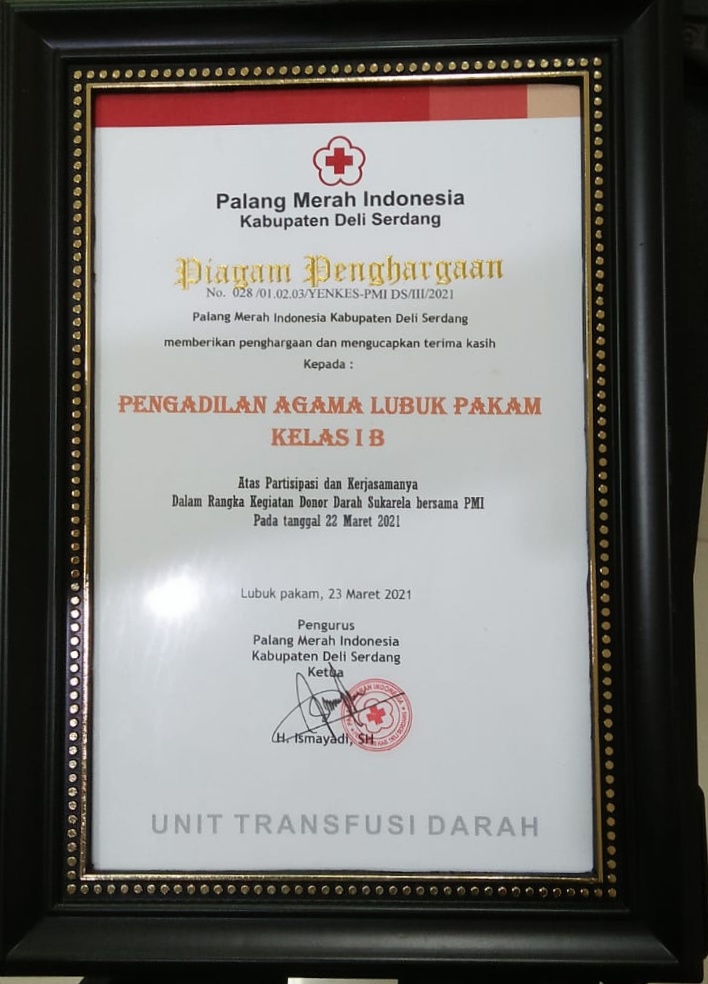 Palang Merah Indonesia
Kabupaten Deli Serdang
Piagam Penghargaan
No. 028 /01.02.03/YENKES-PMI DS/III/2021
Palang Merah Indonesia Kabupaten Deli Serdang
memberikan penghargaan dan mengucapkan terima kasih
Kepada :
PENGADILAN AGAMA LUBUK PAKAM
KELAS I B
Atas Partisipasi dan Kerjasamanya
Dalam Rangka Kegiatan Donor Darah Sukarela bersama PMI
Pada tanggal 22 Maret 2021
Lubuk pakam, 23 Maret 2021
Pengurus
Palang Merah Indonesia
Kabupaten Deli Serdang
Ketua
H. Ismayadi, SH
UNIT TRANSFUSI DARAH